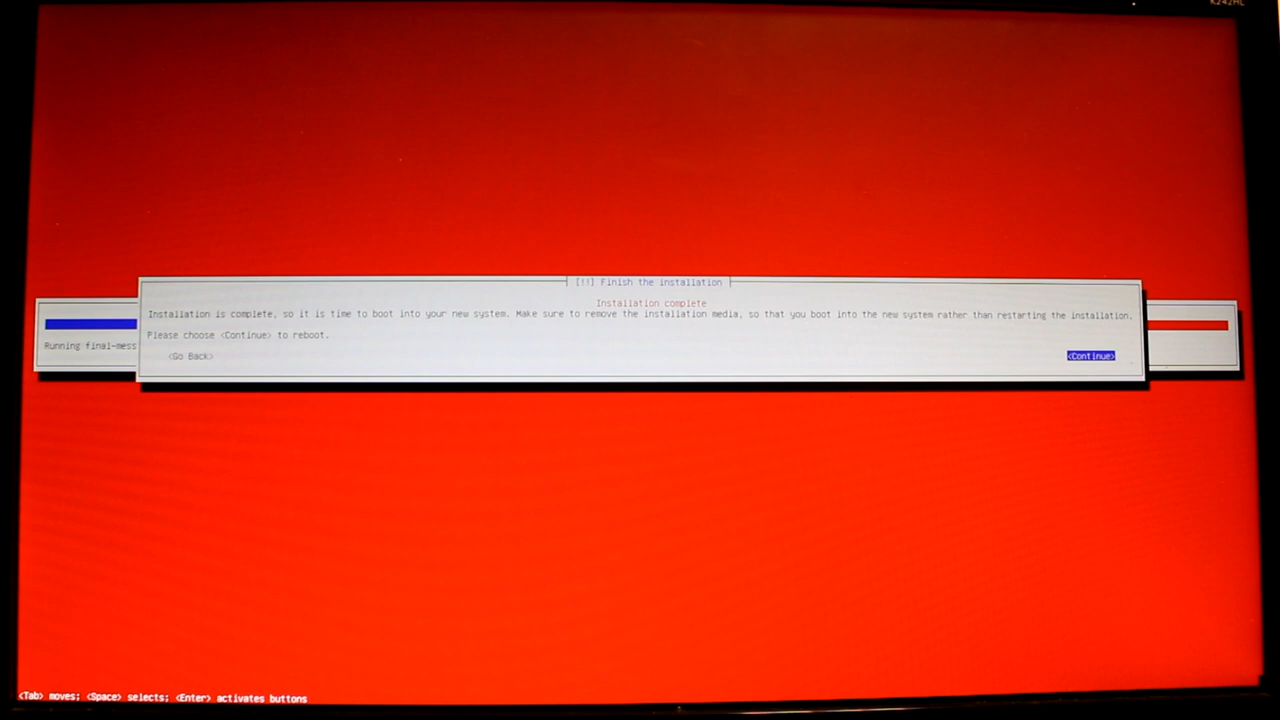 K242HL
[!!] Finish the installation
Installation complete
Installation is complete, so it is time to boot into your new system. Make sure to remove the installation media, so that you boot into the new system rather than restarting the installation.
Please choose <Continue> to reboot.
Running final-mess
<Go Back> <Continue>
<Tab> moves; <Space> selects; <Enter> activates buttons